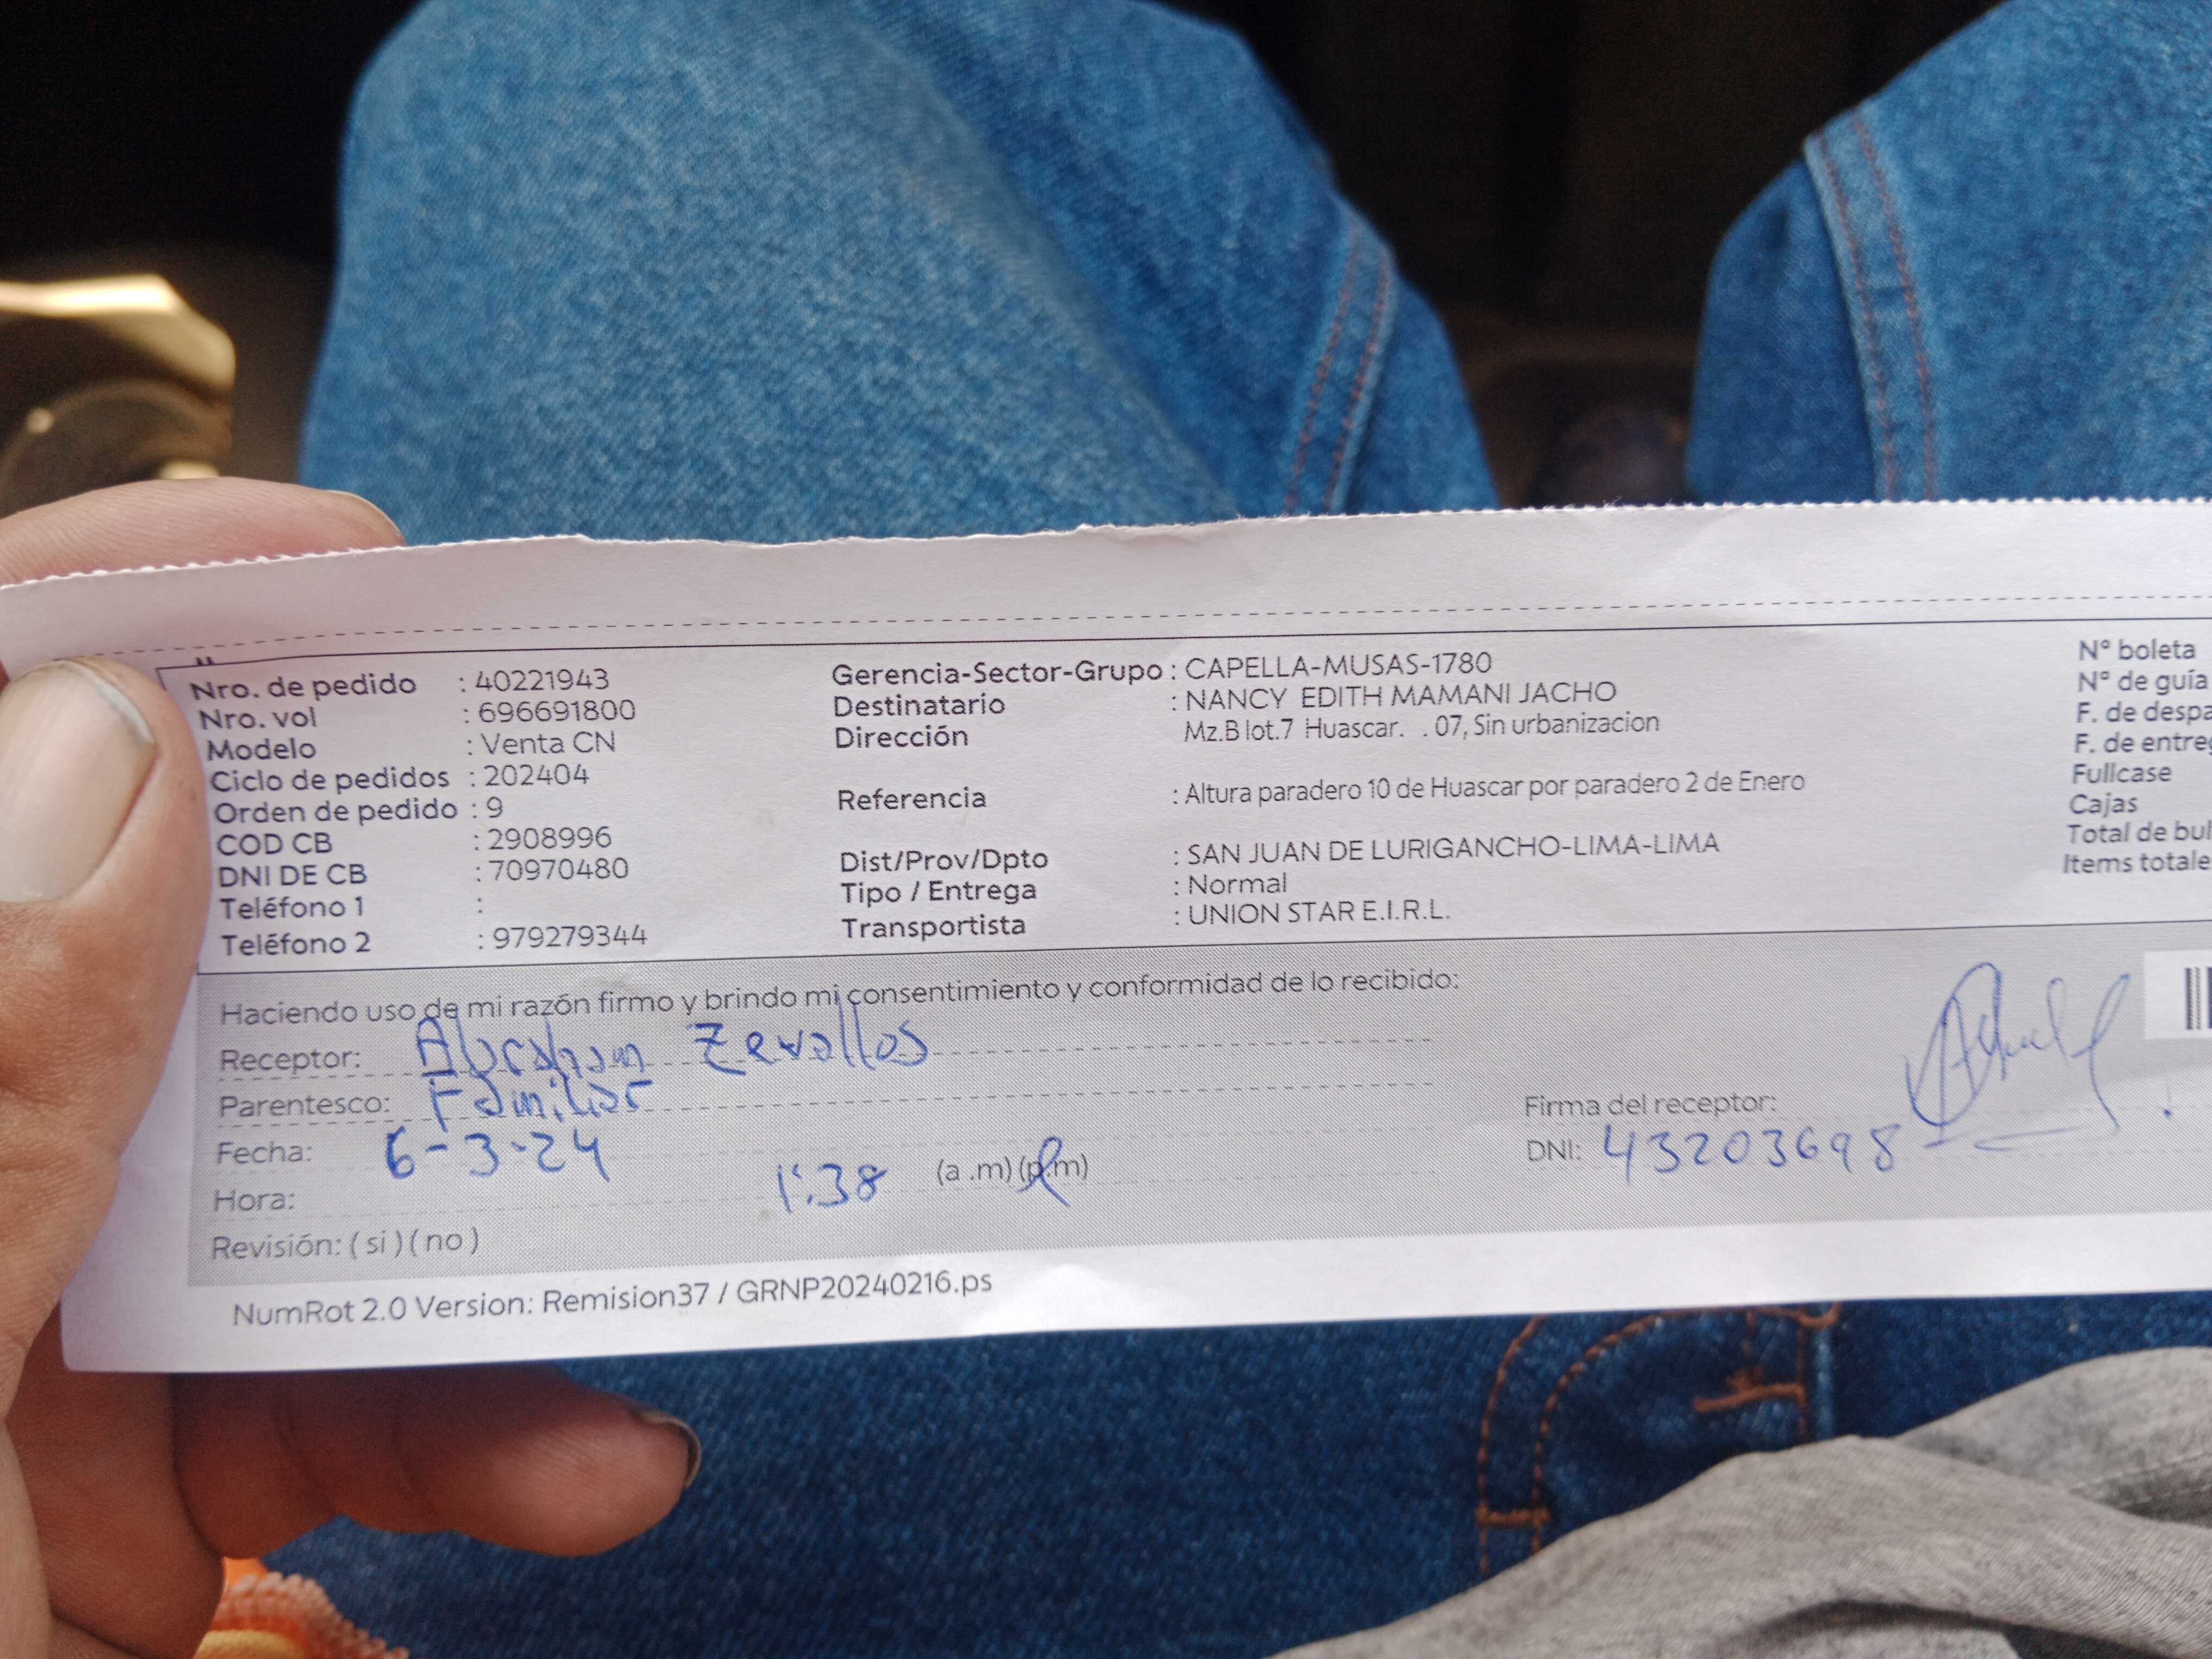 Nro. de pedido : 40221943
Nro. vol : 696691800
Modelo : Venta CN
Ciclo de pedidos : 202404
Orden de pedido : 9
COD CB : 2908996
DNI DE CB : 70970480
Teléfono 1 :
Teléfono 2 : 979279344
Gerencia-Sector-Grupo : CAPELLA-MUSAS-1780
Destinatario : NANCY EDITH MAMANI JACHO
Dirección Mz.B lot.7 Huascar. . 07, Sin urbanizacion
Referencia : Altura paradero 10 de Huascar por paradero 2 de Enero
Dist/Prov/Dpto : SAN JUAN DE LURIGANCHO-LIMA-LIMA
Tipo / Entrega : Normal
Transportista : UNION STAR E.I.R.L.
N° boleta
N° de guía
F. de despa
F. de entreg
Fullcase
Cajas
Total de bul
Items totale
Haciendo uso de mi razón firmo y brindo mi consentimiento y conformidad de lo recibido:
Receptor: Abraham Zevallos
Parentesco: Familiar
Fecha: 6-3-24
Hora: 1:38 (a .m) (p.m)
Revisión: ( si ) ( no )
Firma del receptor:
DNI: 43203698
NumRot 2.0 Version: Remision37 / GRNP20240216.ps